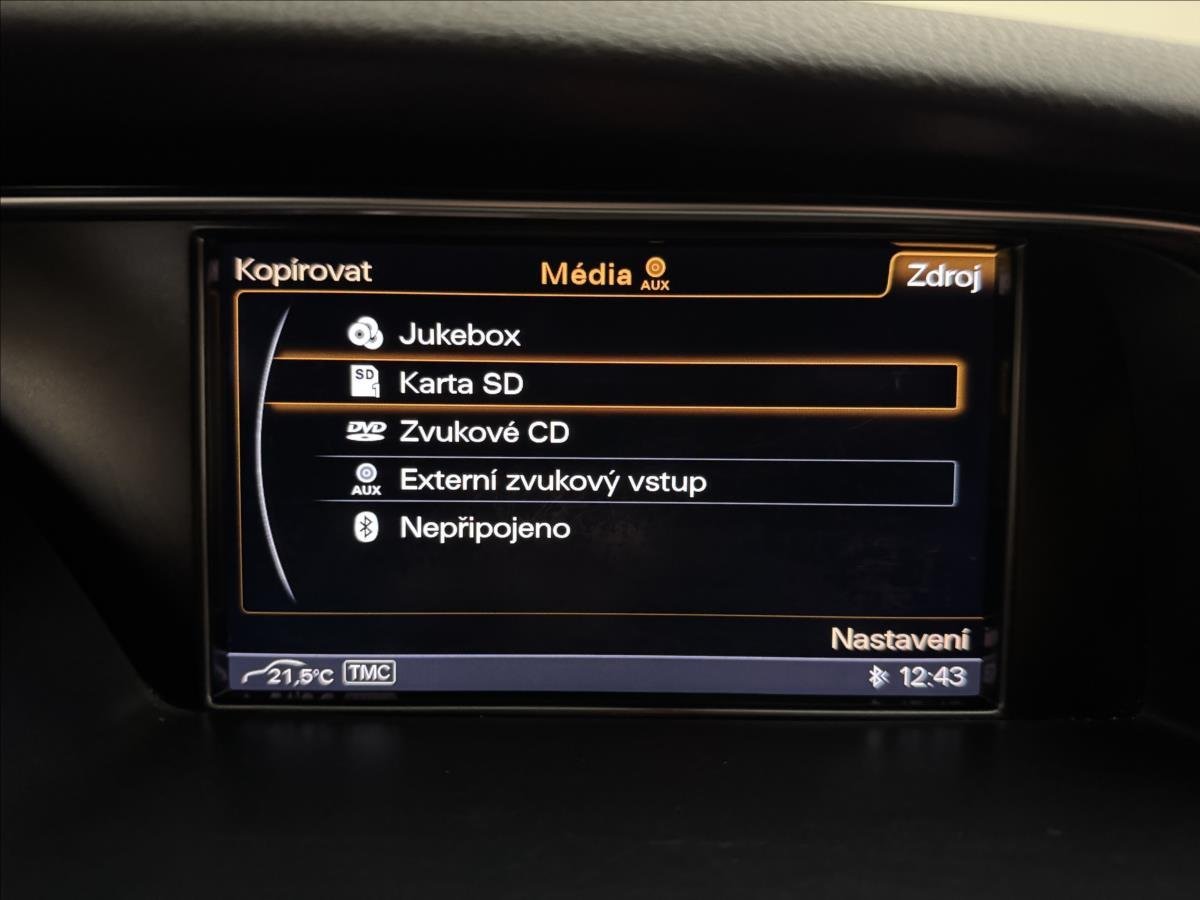 Kopírovat Média AUX Zdroj
Jukebox
SD 1 Karta SD
DVD Zvukové CD
AUX Externí zvukový vstup
Nepřipojeno
Nastavení
21,5°C TMC 12:43